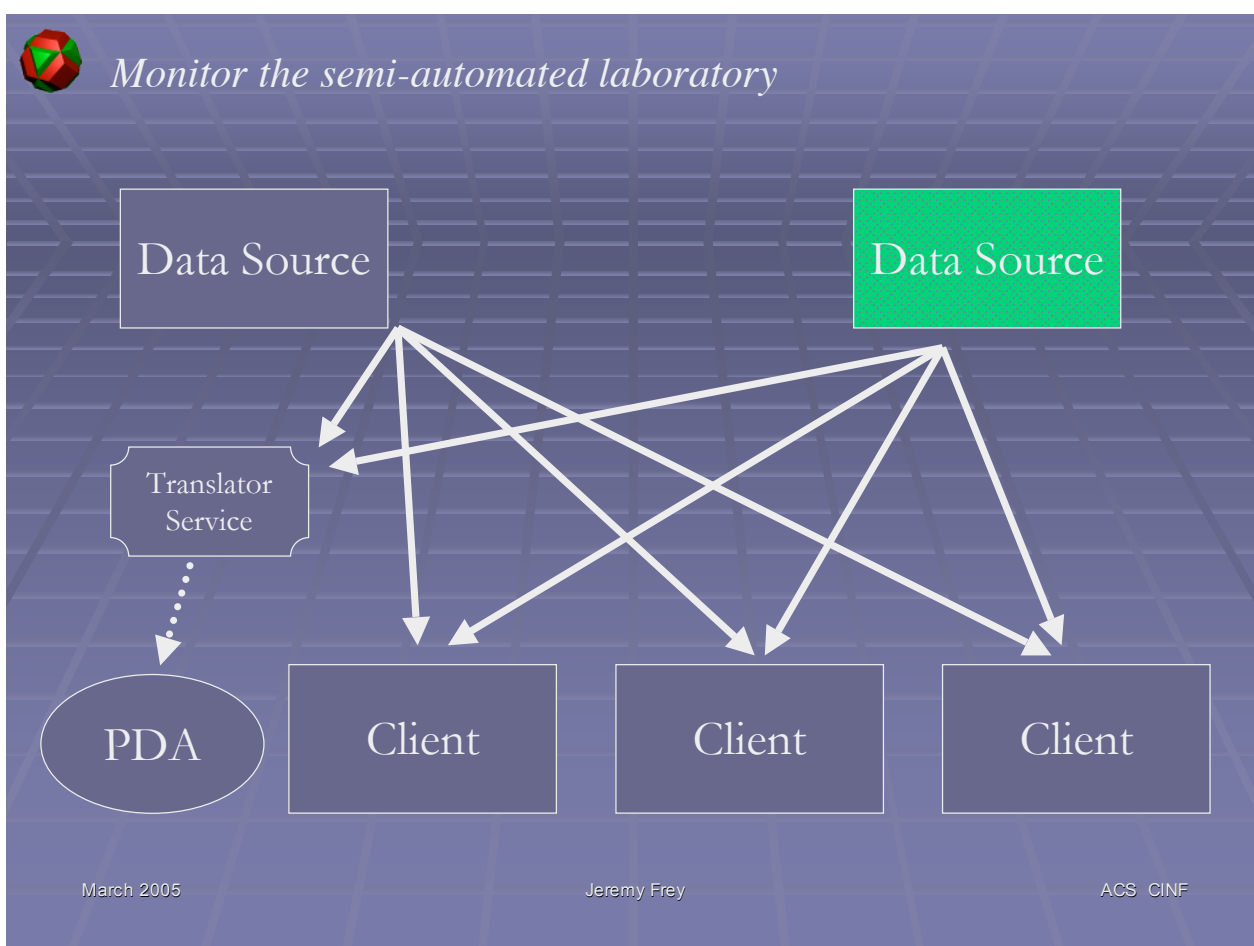 Monitor the semi-automated laboratory
Data Source
Data Source
Translator
Service
PDA
Client
Client
Client
March 2005
Jeremy Frey
ACS CINF